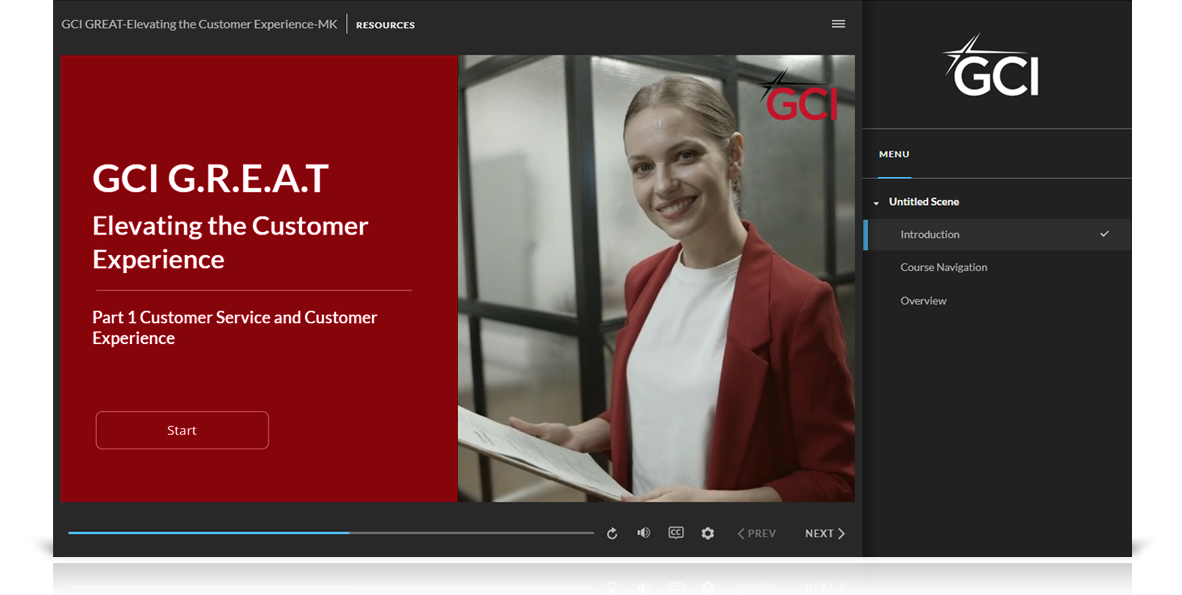 GCI GREAT-Elevating the Customer Experience-MK
RESOURCES
GCI
GCI G.R.E.A.T
Elevating the Customer
Experience
Part 1 Customer Service and Customer
Experience
Start
CC
PREV
NEXT
GCI
MENU
Untitled Scene
Introduction
Course Navigation
Overview